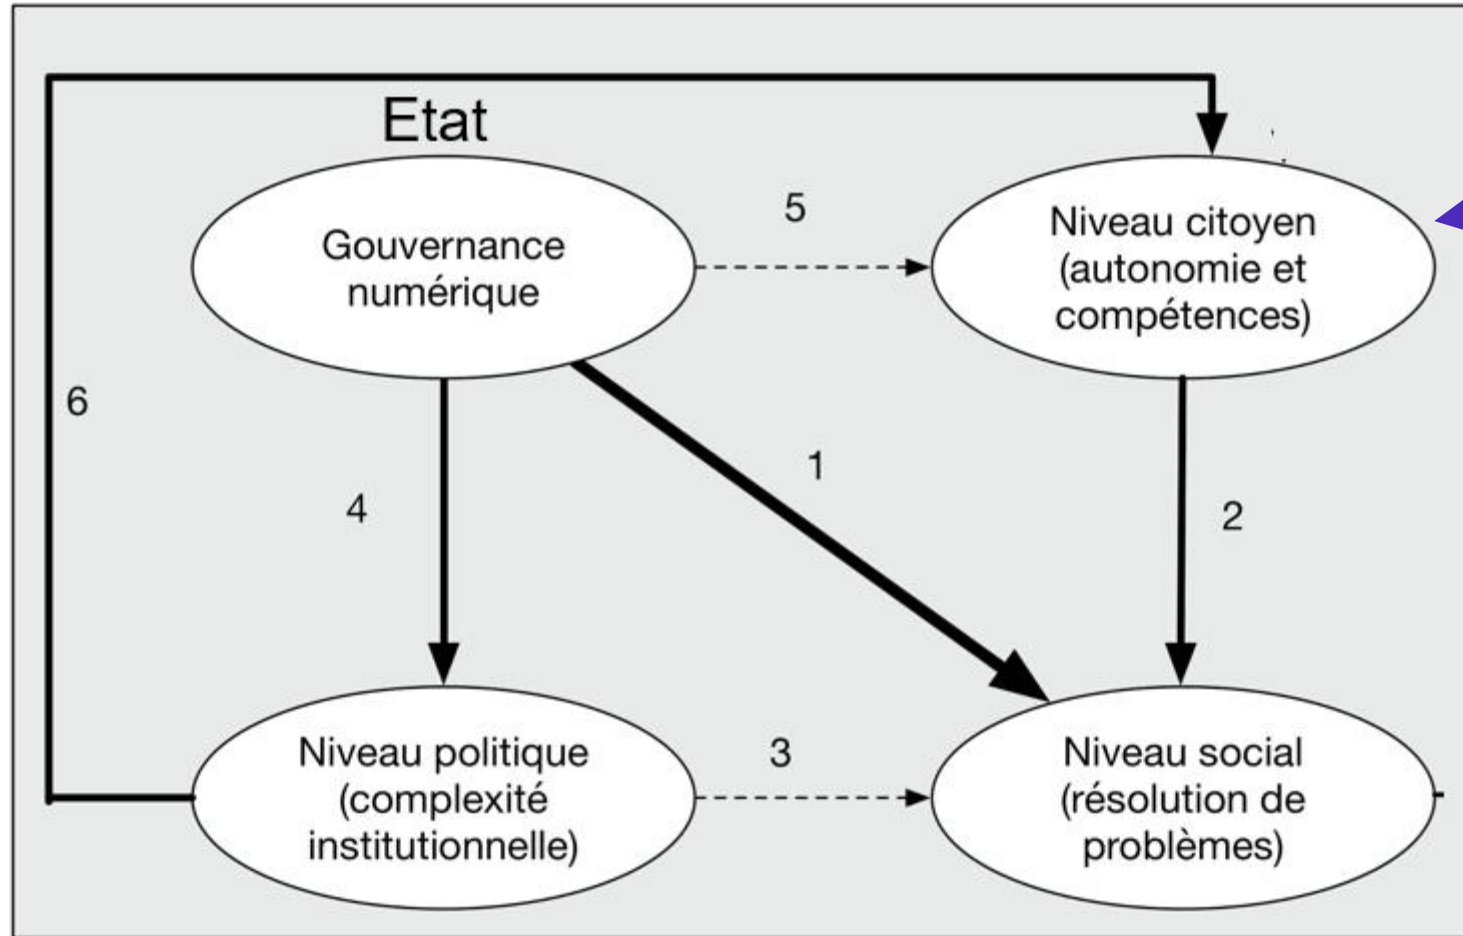 Etat
Gouvernance
numérique
5
Niveau citoyen
(autonomie et
compétences)
6
4
1
2
Niveau politique
(complexité
institutionnelle)
3
Niveau social
(résolution de
problèmes)